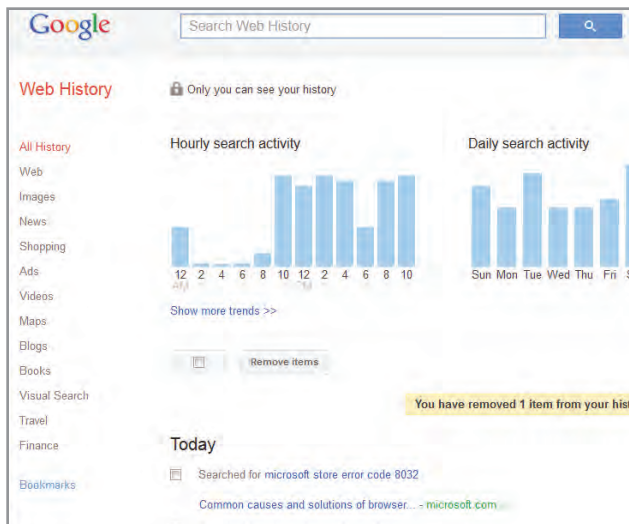 Google
Search Web History
Web History
Only you can see your history
All History
Web
Images
News
Shopping
Ads
Videos
Maps
Blogs
Books
Visual Search
Travel
Finance
Bookmarks
Hourly search activity
12 2 4 6 8 10 12 2 4 6 8 10
AM PM
Show more trends >>
Daily search activity
Sun Mon Tue Wed Thu Fri S
Remove items
You have removed 1 item from your hist
Today
Searched for microsoft store error code 8032
Common causes and solutions of browser... - microsoft.com